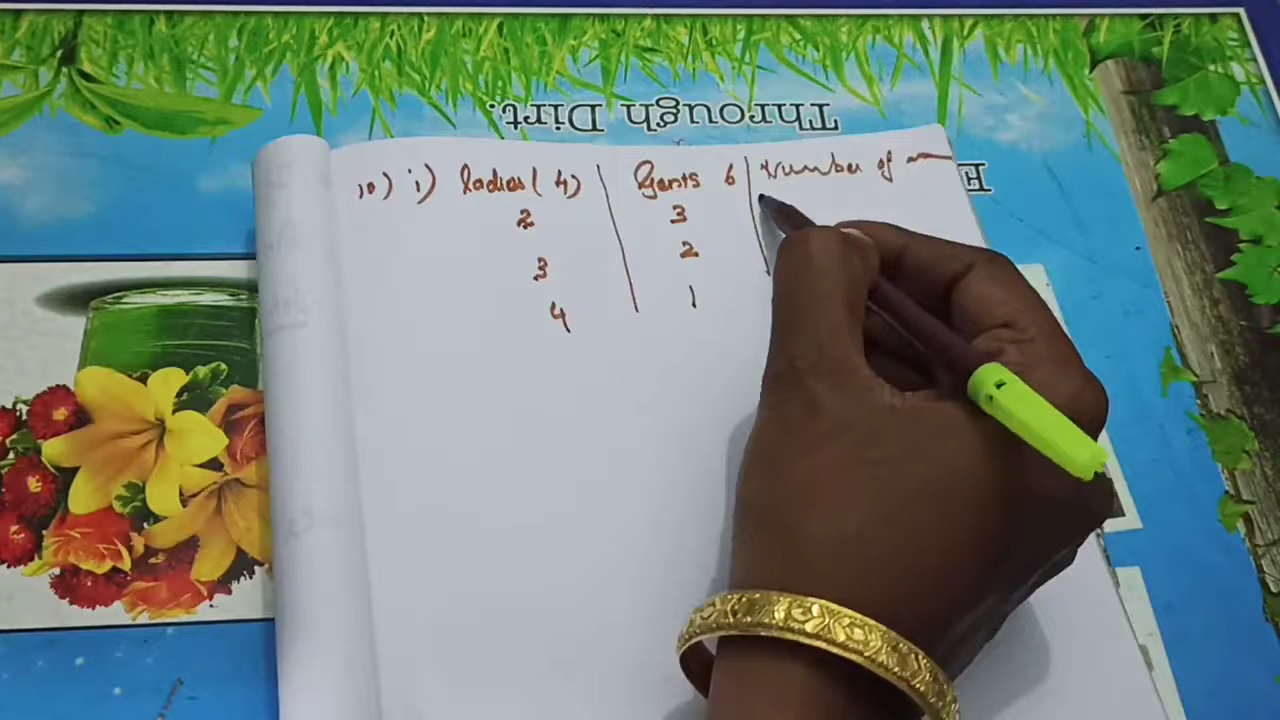 Through Dirt.
E
10) i) ladies ( 4) Gents 6 Number of
2 3
3 2
4 1